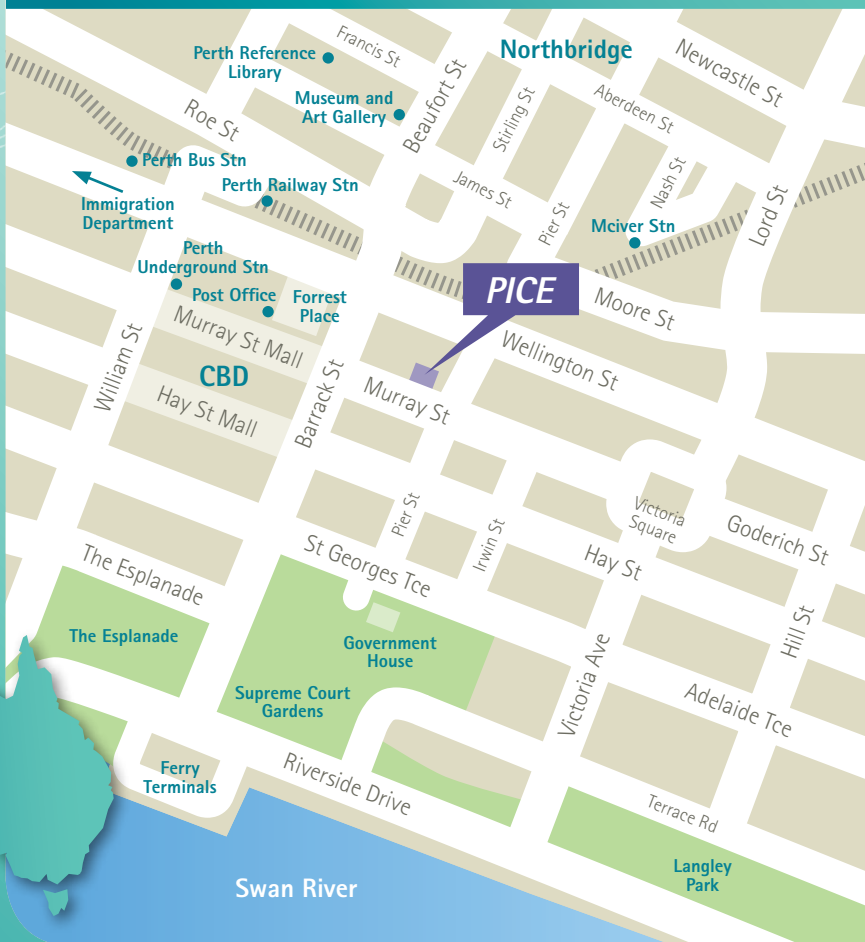 Francis St
Northbridge
Newcastle St
Perth Reference
Library
Beaufort St
Museum and
Art Gallery
Stirling St
Aberdeen St
Roe St
Perth Bus Stn
James St
Nash St
Lord St
Immigration
Department
Perth Railway Stn
Pier St
Mciver Stn
Perth
Underground Stn
Post Office
Forrest
Place
PICE
Moore St
Murray St Mall
Wellington St
William St
CBD
Hay St Mall
Barrack St
Murray St
Pier St
Irwin St
Victoria
Square
Goderich St
The Esplanade
St Georges Tce
Hay St
The Esplanade
Government
House
Hill St
Supreme Court
Gardens
Victoria Ave
Adelaide Tce
Ferry
Terminals
Riverside Drive
Terrace Rd
Langley
Park
Swan River